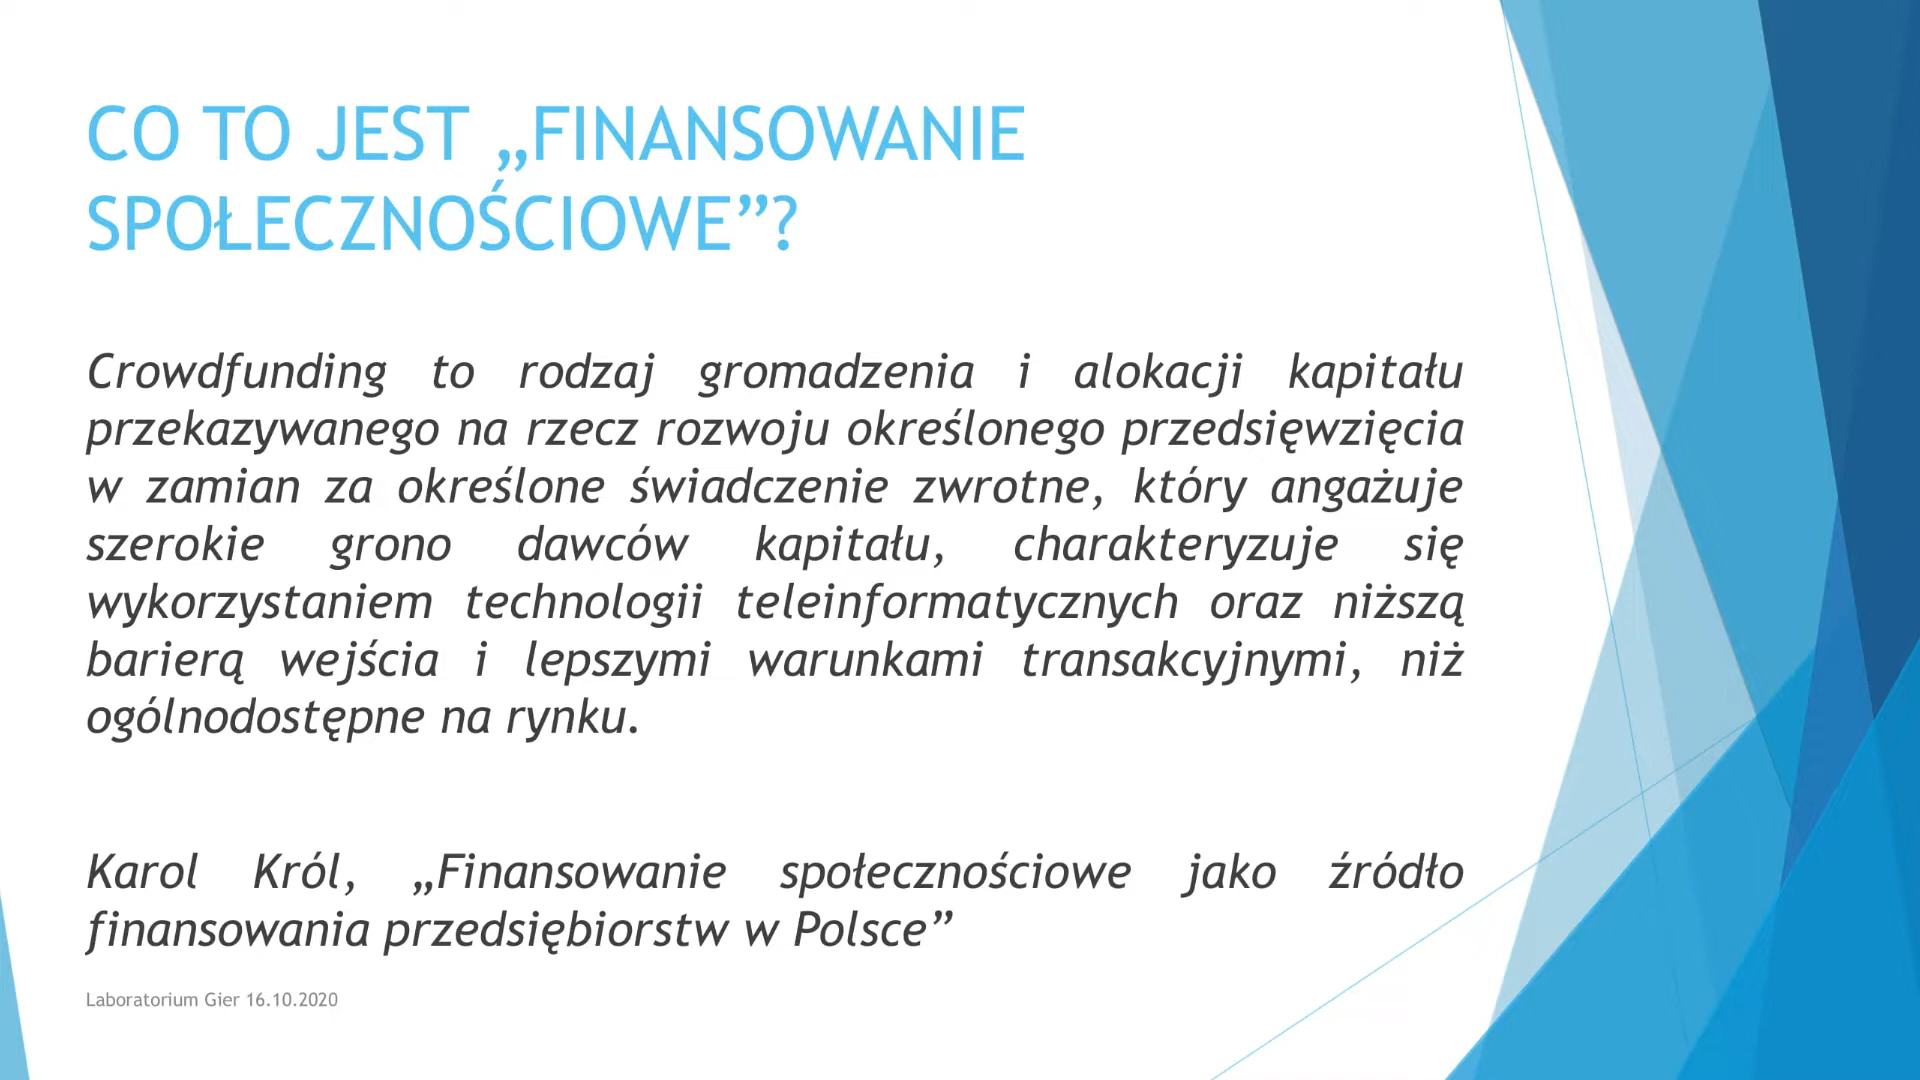 CO TO JEST „FINANSOWANIE
SPOŁECZNOŚCIOWE”?
Crowdfunding to rodzaj gromadzenia i alokacji kapitału
przekazywanego na rzecz rozwoju określonego przedsięwzięcia
w zamian za określone świadczenie zwrotne, który angażuje
szerokie grono dawców kapitału, charakteryzuje się
wykorzystaniem technologii teleinformatycznych oraz niższą
barierą wejścia i lepszymi warunkami transakcyjnymi, niż
ogólnodostępne na rynku.
Karol Król, „Finansowanie społecznościowe jako źródło
finansowania przedsiębiorstw w Polsce”
Laboratorium Gier 16.10.2020